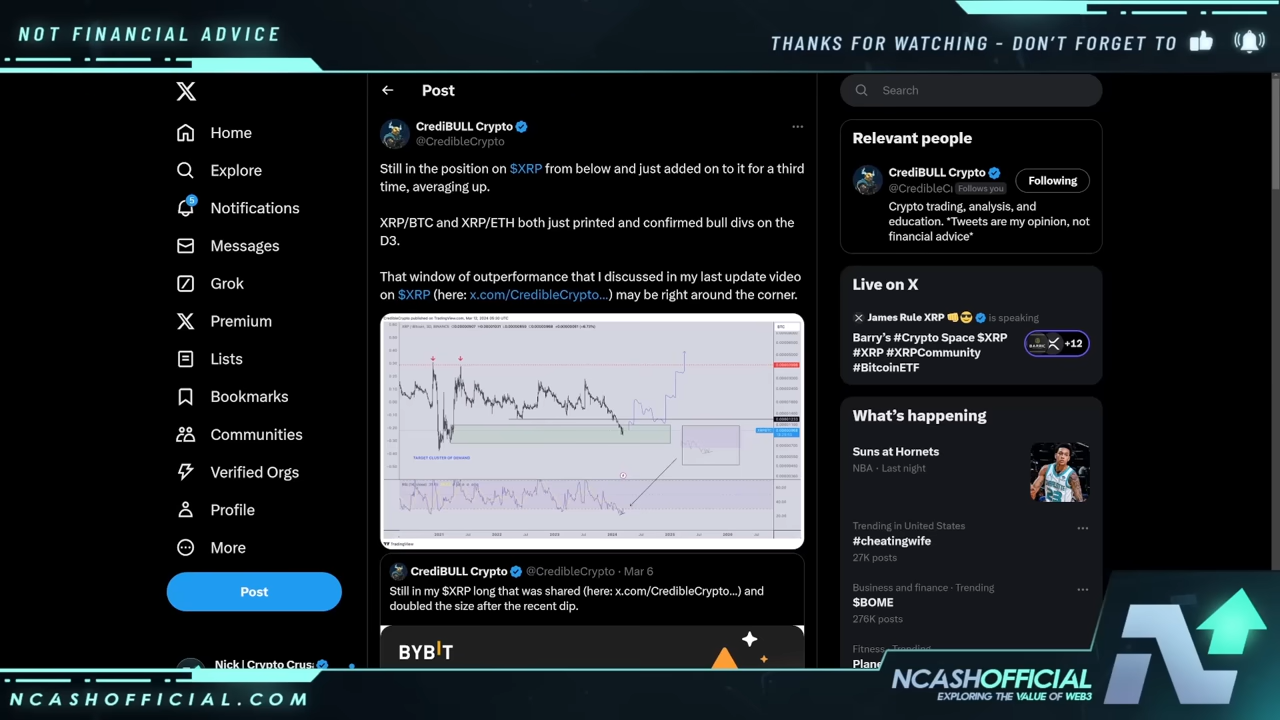 NOT FINANCIAL ADVICE
THANKS FOR WATCHING - DON'T FORGET TO
Home
Explore
5
Notifications
Messages
Grok
Premium
Lists
Bookmarks
Communities
Verified Orgs
Profile
More
Post
Nick | Crypto Crus
Post
CrediBULL Crypto
@CredibleCrypto
Still in the position on $XRP from below and just added on to it for a third
time, averaging up.
XRP/BTC and XRP/ETH both just printed and confirmed bull divs on the
D3.
That window of outperformance that I discussed in my last update video
on $XRP (here: x.com/CredibleCrypto...) may be right around the corner.
TradingView
CrediBULL Crypto @CredibleCrypto · Mar 6
Still in my $XRP long that was shared (here: x.com/CredibleCrypto...) and
doubled the size after the recent dip.
BYBIT
Search
Relevant people
CrediBULL Crypto
@CredibleCı Follows you
Following
Crypto trading, analysis, and
education. *Tweets are my opinion, not
financial advice*
Live on X
James Rule XRP 👊😎 is speaking
Barry's #Crypto Space $XRP
#XRP #XRPCommunity
#BitcoinETF
+12
What's happening
Suns at Hornets
NBA · Last night
Trending in United States
#cheatingwife
27K posts
Business and finance · Trending
$BOME
276K posts
Fitness · Trending
Plane
NCASHOFFICIAL
EXPLORING THE VALUE OF WEB3
NCASHOFFICIAL.COM